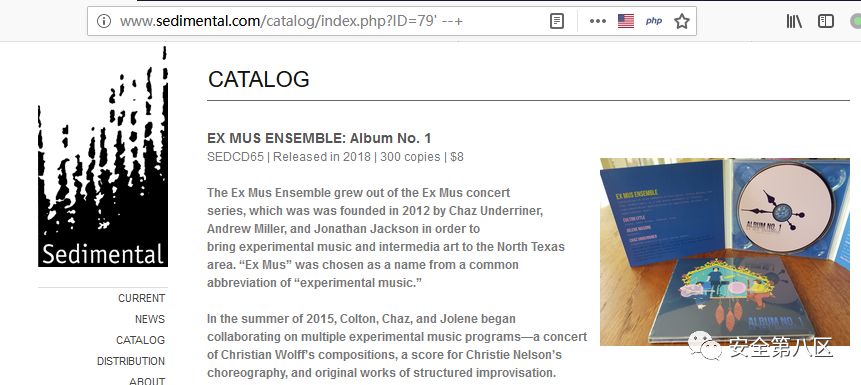 www.sedimental.com/catalog/index.php?ID=79' --+
php
CATALOG
EX MUS ENSEMBLE: Album No. 1
SEDCD65 | Released in 2018 | 300 copies | $8
The Ex Mus Ensemble grew out of the Ex Mus concert
series, which was was founded in 2012 by Chaz Underriner,
Andrew Miller, and Jonathan Jackson in order to
bring experimental music and intermedia art to the North Texas
area. “Ex Mus” was chosen as a name from a common
abbreviation of “experimental music.”
In the summer of 2015, Colton, Chaz, and Jolene began
collaborating on multiple experimental music programs—a concert
of Christian Wolff’s compositions, a score for Christie Nelson’s
choreography, and original works of structured improvisation.
Sedimental
CURRENT
NEWS
CATALOG
DISTRIBUTION
ABOUT
EX MUS ENSEMBLE
ALBUM NO. 1
ALBUM NO. 1
安全第八区